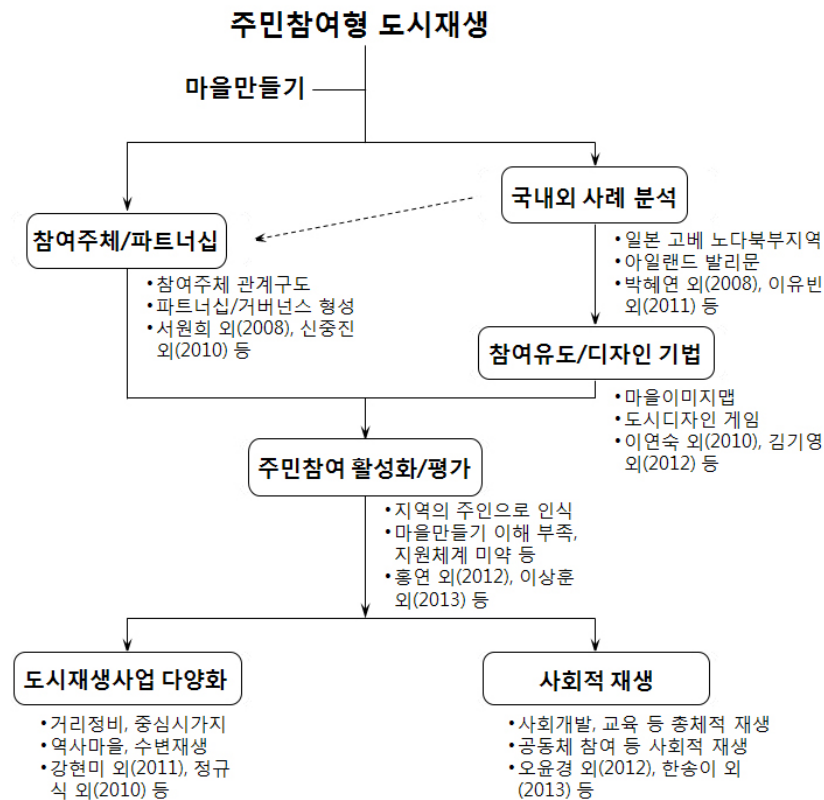 주민참여형 도시재생
마을만들기
국내외 사례 분석
• 일본 고베 노다북부지역
• 아일랜드 발리문
• 박혜연 외(2008), 이유빈
외(2011) 등
참여주체/파트너십
• 참여주체 관계구도
• 파트너십/거버넌스 형성
• 서원희 외(2008), 신중진
외(2010) 등
참여유도/디자인 기법
• 마을이미지맵
• 도시디자인 게임
• 이연숙 외(2010), 김기영
외(2012) 등
주민참여 활성화/평가
• 지역의 주인으로 인식
• 마을만들기 이해 부족,
지원체계 미약 등
• 홍연 외(2012), 이상훈
외(2013) 등
도시재생사업 다양화
• 거리정비, 중심시가지
• 역사마을, 수변재생
• 강현미 외(2011), 정규
식 외(2010) 등
사회적 재생
• 사회개발, 교육 등 총체적 재생
• 공동체 참여 등 사회적 재생
• 오윤경 외(2012), 한송이 외
(2013) 등